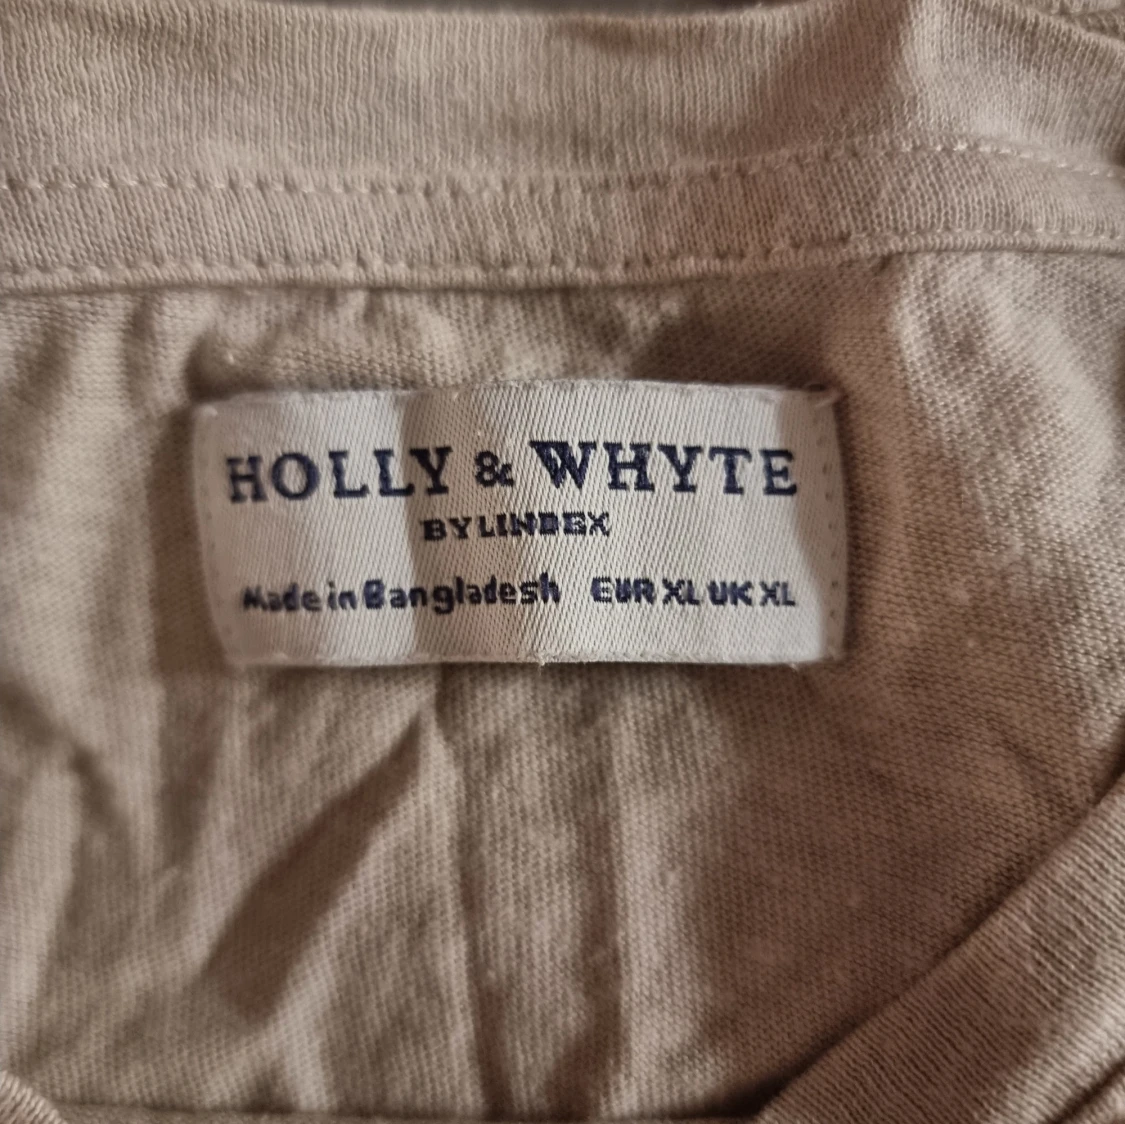 HOLLY & WHYTE
BY LINDEX
Made in Bangladesh EUR XL UK XL